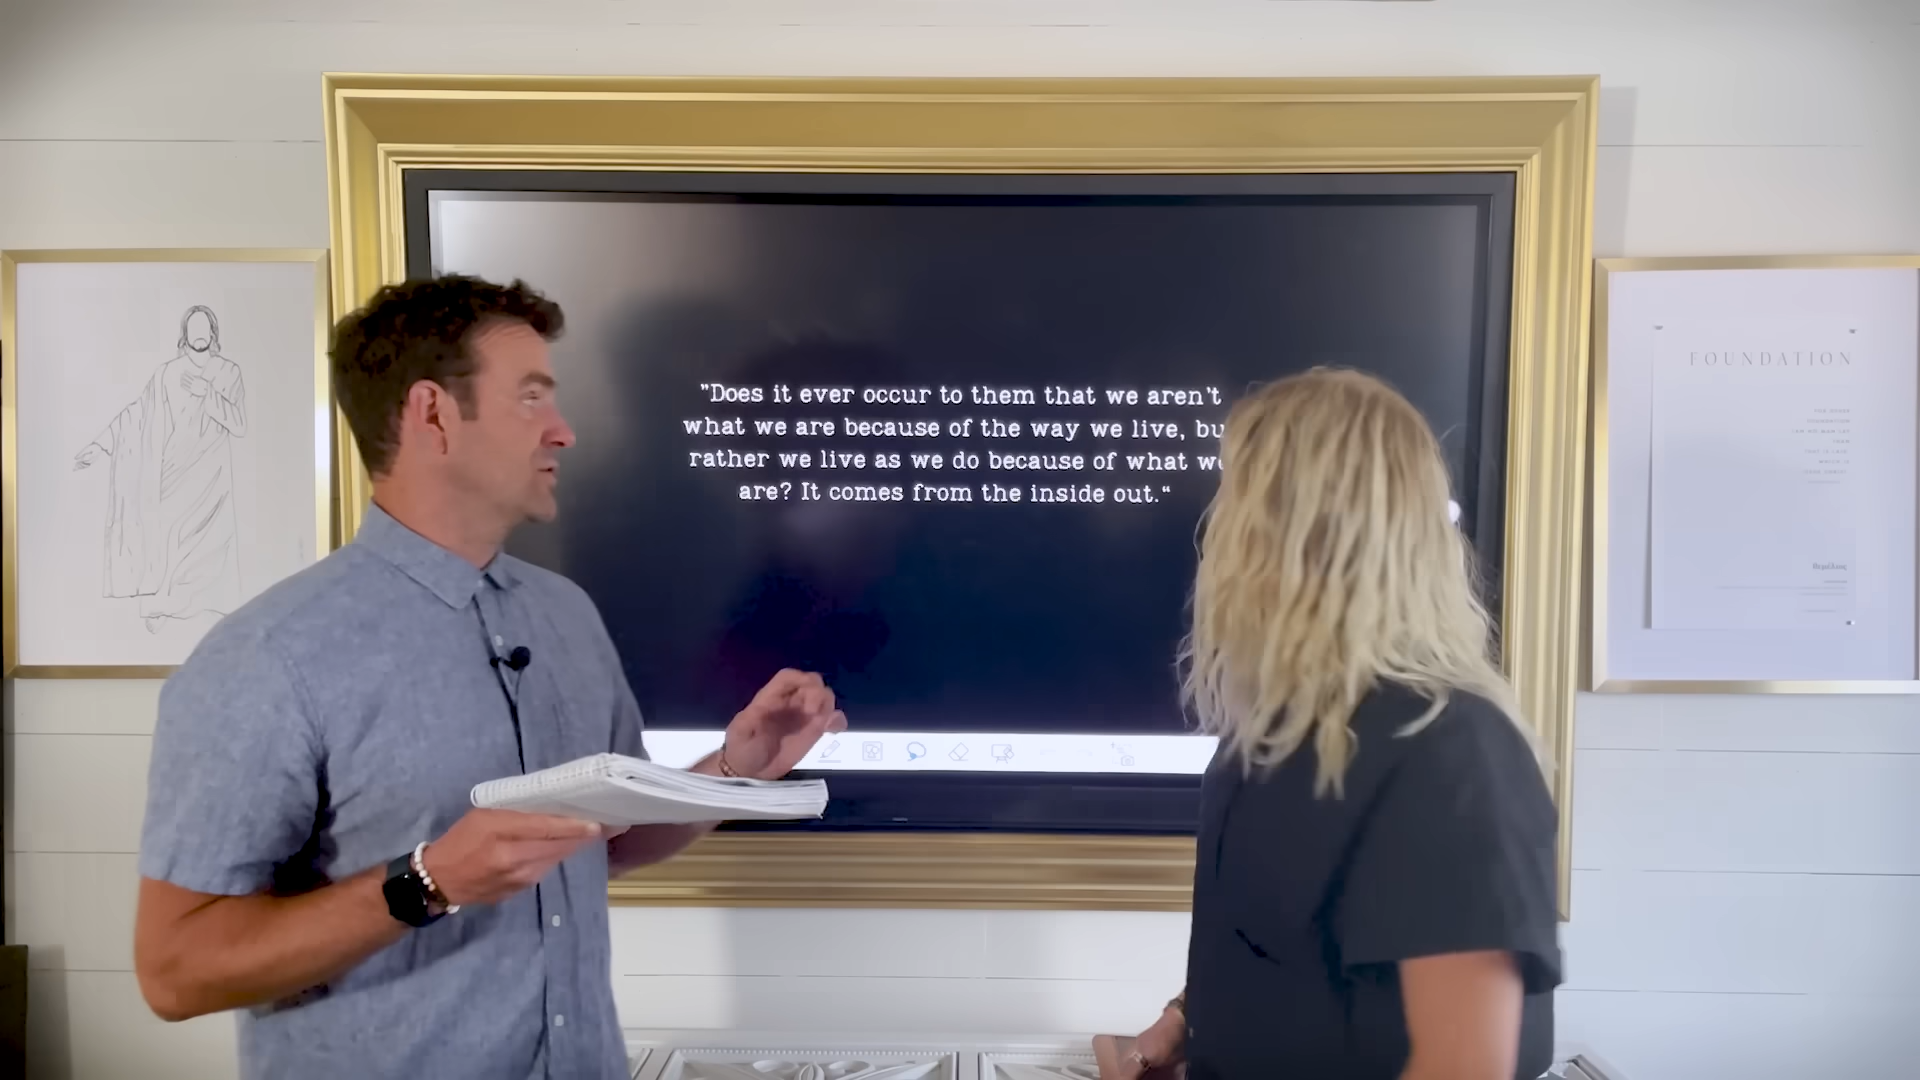 "Does it ever occur to them that we aren't
what we are because of the way we live, bu
rather we live as we do because of what we
are? It comes from the inside out."
FOUNDATION